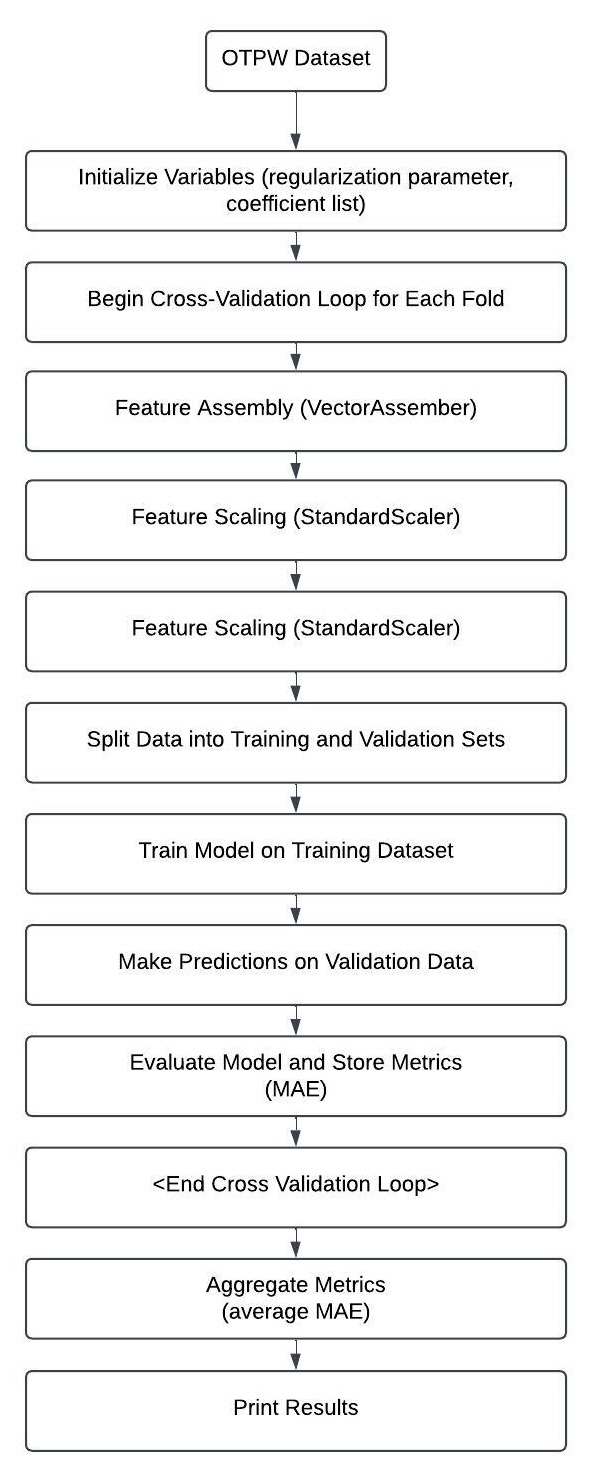 OTPW Dataset
Initialize Variables (regularization parameter,
coefficient list)
Begin Cross-Validation Loop for Each Fold
Feature Assembly (VectorAssember)
Feature Scaling (StandardScaler)
Feature Scaling (StandardScaler)
Split Data into Training and Validation Sets
Train Model on Training Dataset
Make Predictions on Validation Data
Evaluate Model and Store Metrics
(MAE)
<End Cross Validation Loop>
Aggregate Metrics
(average MAE)
Print Results